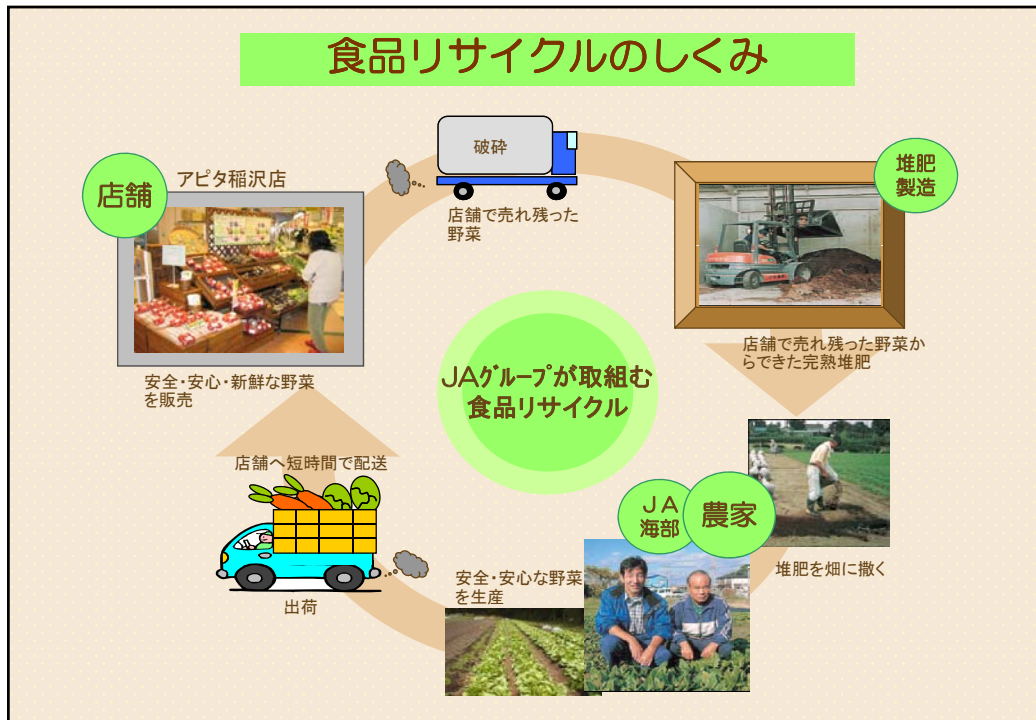 食品リサイクルのしくみ
店舗
アピタ稲沢店
破砕
店舗で売れ残った
野菜
堆肥
製造
店舗で売れ残った野菜か
らできた完熟堆肥
安全・安心・新鮮な野菜
を販売
JAグループが取組む
食品リサイクル
店舗へ短時間で配送
出荷
安全・安心な野菜
を生産
JA
海部
農家
堆肥を畑に撒く